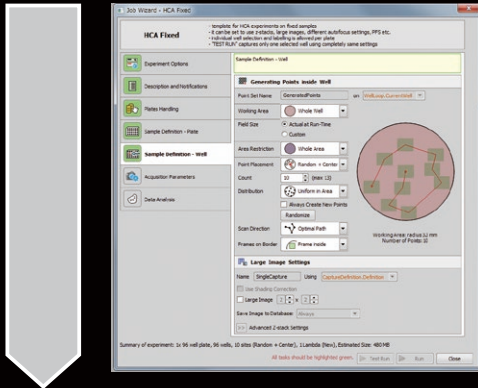 Job Wizard - HCA Fixed
HCA Fixed
- template for HCA experiments on fixed samples
- it can be set to use z-stacks, large images, different autofocus settings, PFS etc.
- individual well selection and labeling is allowed per plate
- "TEST RUN" captures only one selected well using completely same settings
Experiment Options
Description and Notifications
Plates Handling
Sample Definition - Plate
Sample Definition - Well
Acquisition Parameters
Data Analysis
Sample Definition - Well
Generating Points inside Well
Point Set Name GeneratedPoints on WellLoop.CurrentWell
Working Area Whole Well
Field Size Actual at Run-Time
Custom
Area Restriction Whole Area
Point Placement Random + Center
Count 10 (max 13)
Distribution Uniform in Area
Always Create New Points
Randomize
Scan Direction Optimal Path
Frames on Border Frame inside
Number of Points: 10
Large Image Settings
Name SingleCapture Using CaptureDefinition.Definition
Use Shading Correction
Large Image 2 x 2
Save Image to Database: Always
>> Advanced Z-stack Settings
Summary of experiment: 1x 96 well plate, 96 wells, 10 sites (Random + Center), 1 Lambda (New), Estimated Size: 480 MB
All tasks should be highlighted green. Test Run Run Close